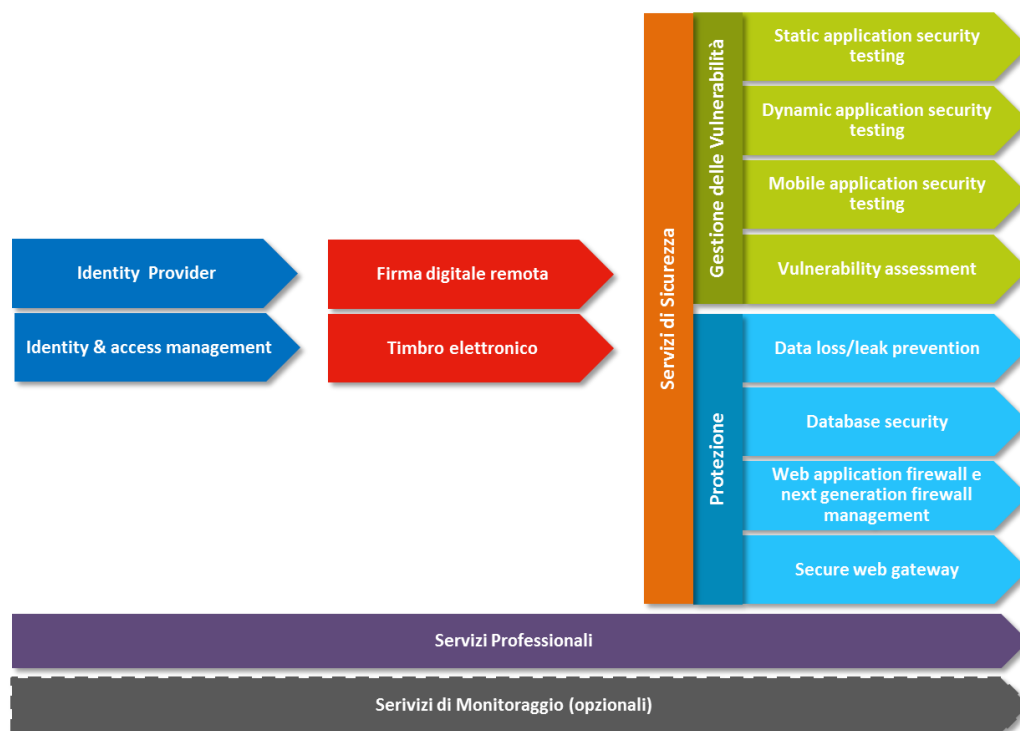 Identity Provider
Identity & access management
Firma digitale remota
Timbro elettronico
Servizi di Sicurezza
Gestione delle Vulnerabilità
Static application security
testing
Dynamic application security
testing
Mobile application security
testing
Vulnerability assessment
Protezione
Data loss/leak prevention
Database security
Web application firewall e
next generation firewall
management
Secure web gateway
Servizi Professionali
Serivizi di Monitoraggio (opzionali)